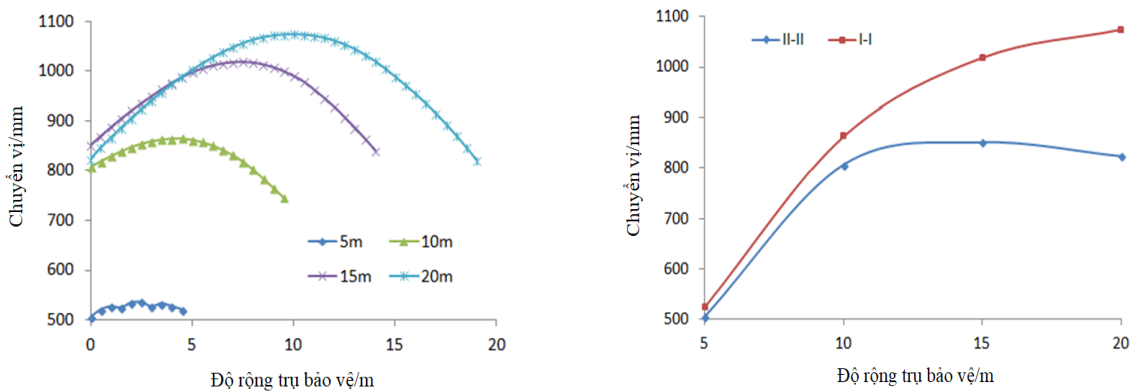 1100
1000
900
800
700
600
500
0 5 10 15 20
Chuyển vị/mm
5m 10m
15m 20m
Độ rộng trụ bảo vệ/m
1100
1000
900
800
700
600
500
5 10 15 20
Chuyển vị/mm
II-II I-I
Độ rộng trụ bảo vệ/m